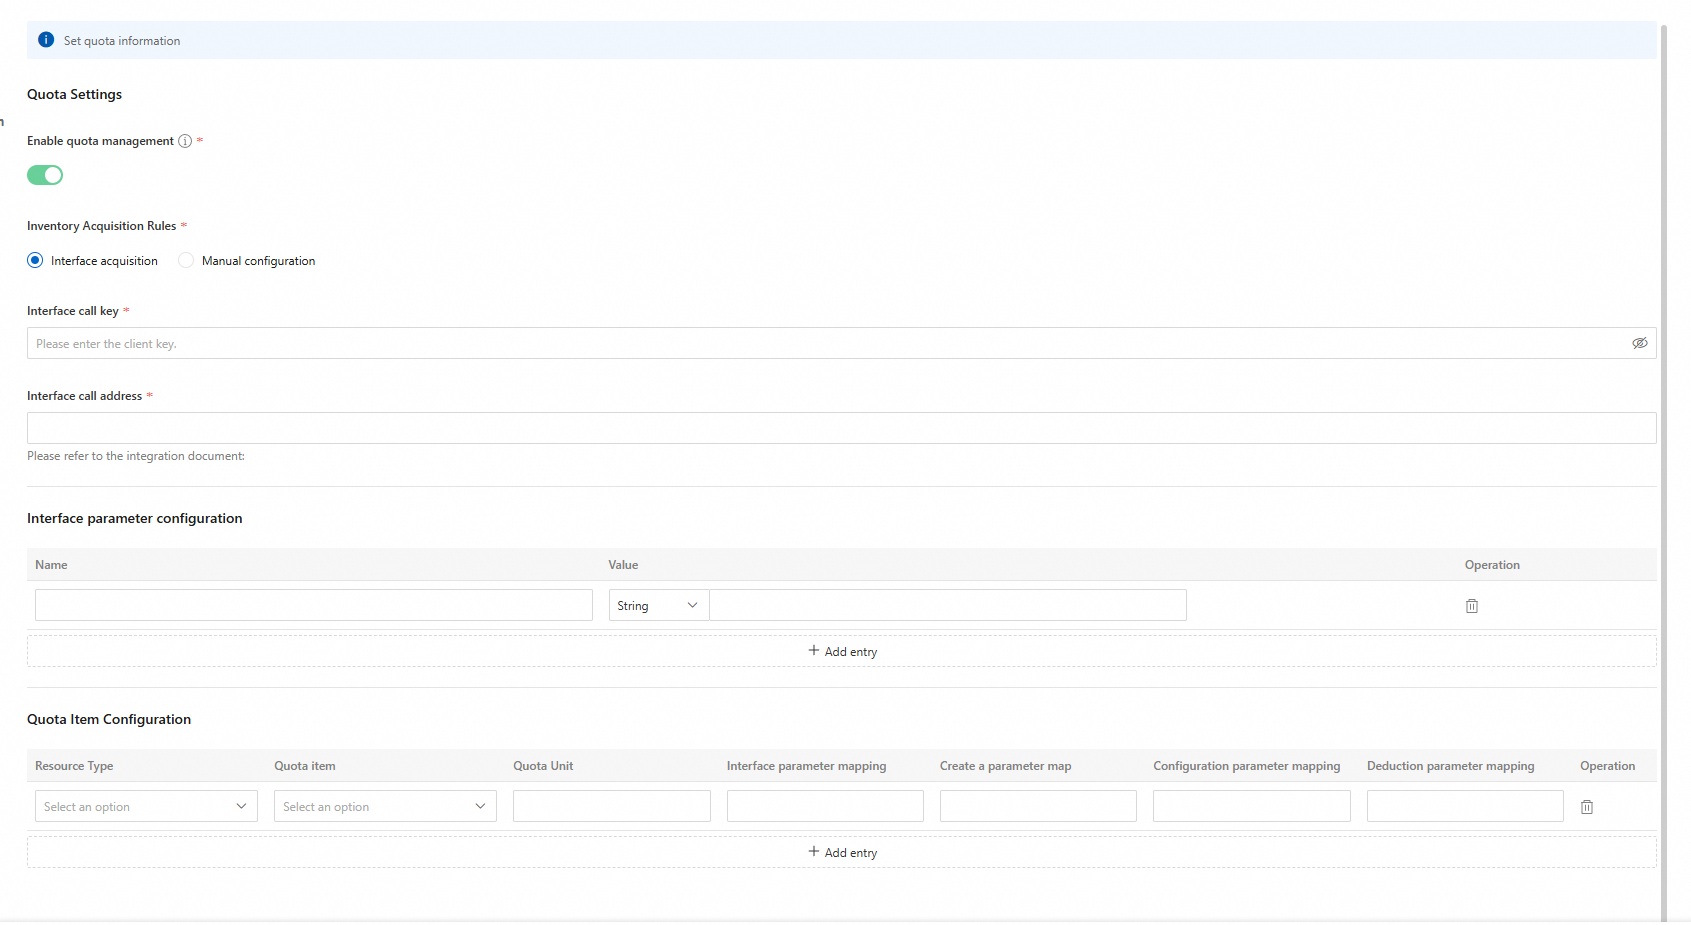 Set quota information
Quota Settings
Enable quota management *
Inventory Acquisition Rules *
Interface acquisition Manual configuration
Interface call key *
Please enter the client key.
Interface call address *
Please refer to the integration document:
Interface parameter configuration
Name Value Operation
String
+ Add entry
Quota Item Configuration
Resource Type Quota item Quota Unit Interface parameter mapping Create a parameter map Configuration parameter mapping Deduction parameter mapping Operation
Select an option Select an option
+ Add entry